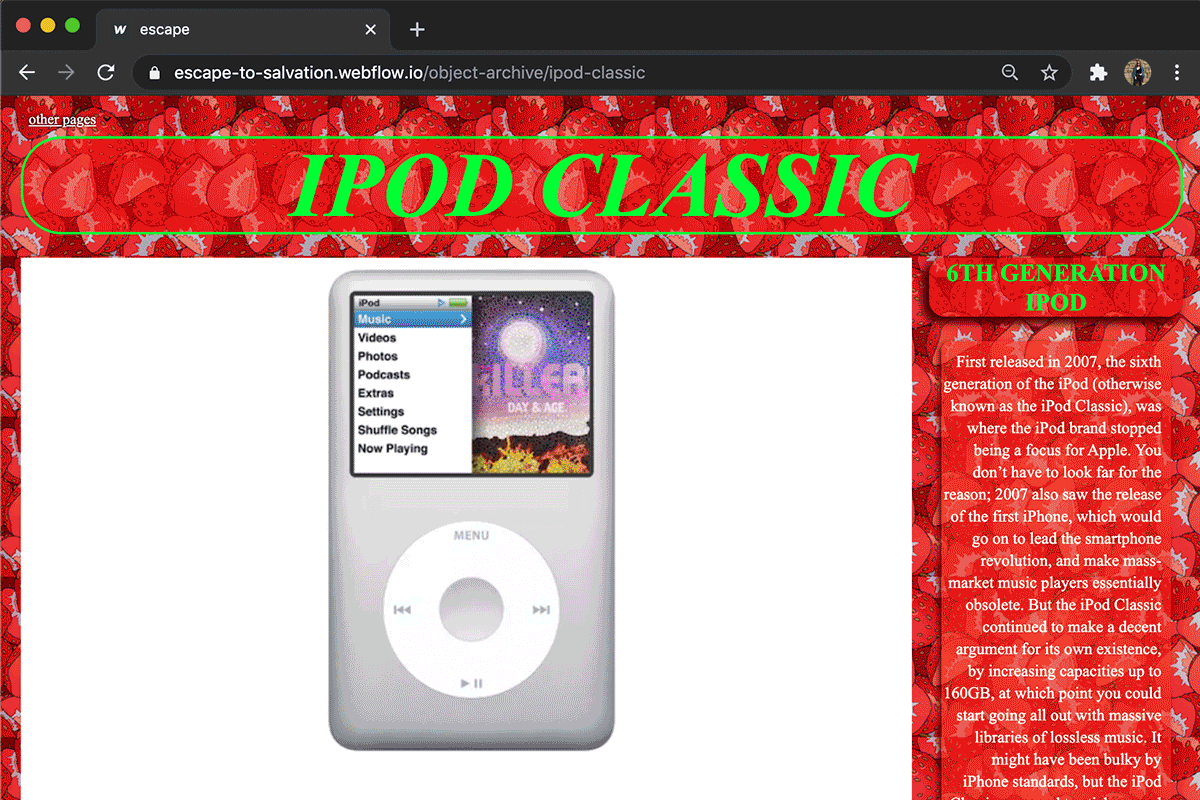 escape
escape-to-salvation.webflow.io/object-archive/ipod-classic
other pages
IPOD CLASSIC
iPod
Music
Videos
Photos
Podcasts
Extras
Settings
Shuffle Songs
Now Playing
KILLER
DAY & AGE
MENU
6TH GENERATION
IPOD
First released in 2007, the sixth
generation of the iPod (otherwise
known as the iPod Classic), was
where the iPod brand stopped
being a focus for Apple. You
don’t have to look far for the
reason; 2007 also saw the release
of the first iPhone, which would
go on to lead the smartphone
revolution, and make mass-
market music players essentially
obsolete. But the iPod Classic
continued to make a decent
argument for its own existence,
by increasing capacities up to
160GB, at which point you could
start going all out with massive
libraries of lossless music. It
might have been bulky by
iPhone standards, but the iPod